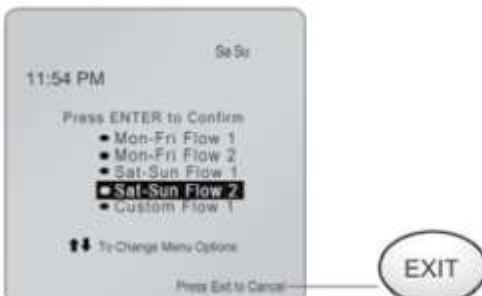 Sa Su
11:54 PM
Press ENTER to Confirm
Mon-Fri Flow 1
Mon-Fri Flow 2
Sat-Sun Flow 1
Sat-Sun Flow 2
Custom Flow 1
To Change Menu Options
Press Exit to Cancel
EXIT